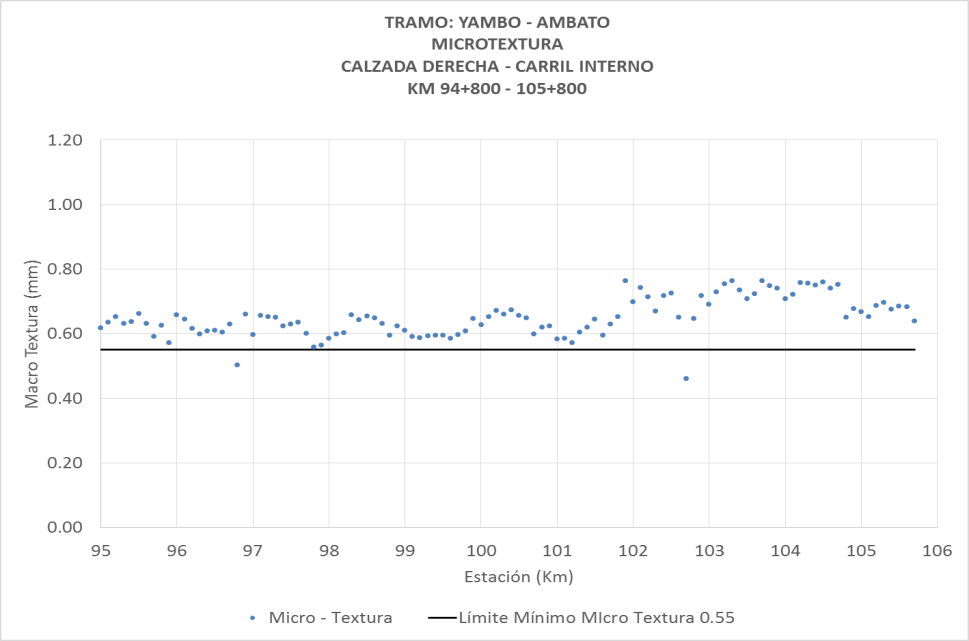 TRAMO: YAMBO - AMBATO
MICROTEXTURA
CALZADA DERECHA - CARRIL INTERNO
KM 94+800 - 105+800
Macro Textura (mm)
1.20
1.00
0.80
0.60
0.40
0.20
0.00
95 96 97 98 99 100 101 102 103 104 105 106
Estación (Km)
Micro - Textura Límite Mínimo MIcro Textura 0.55